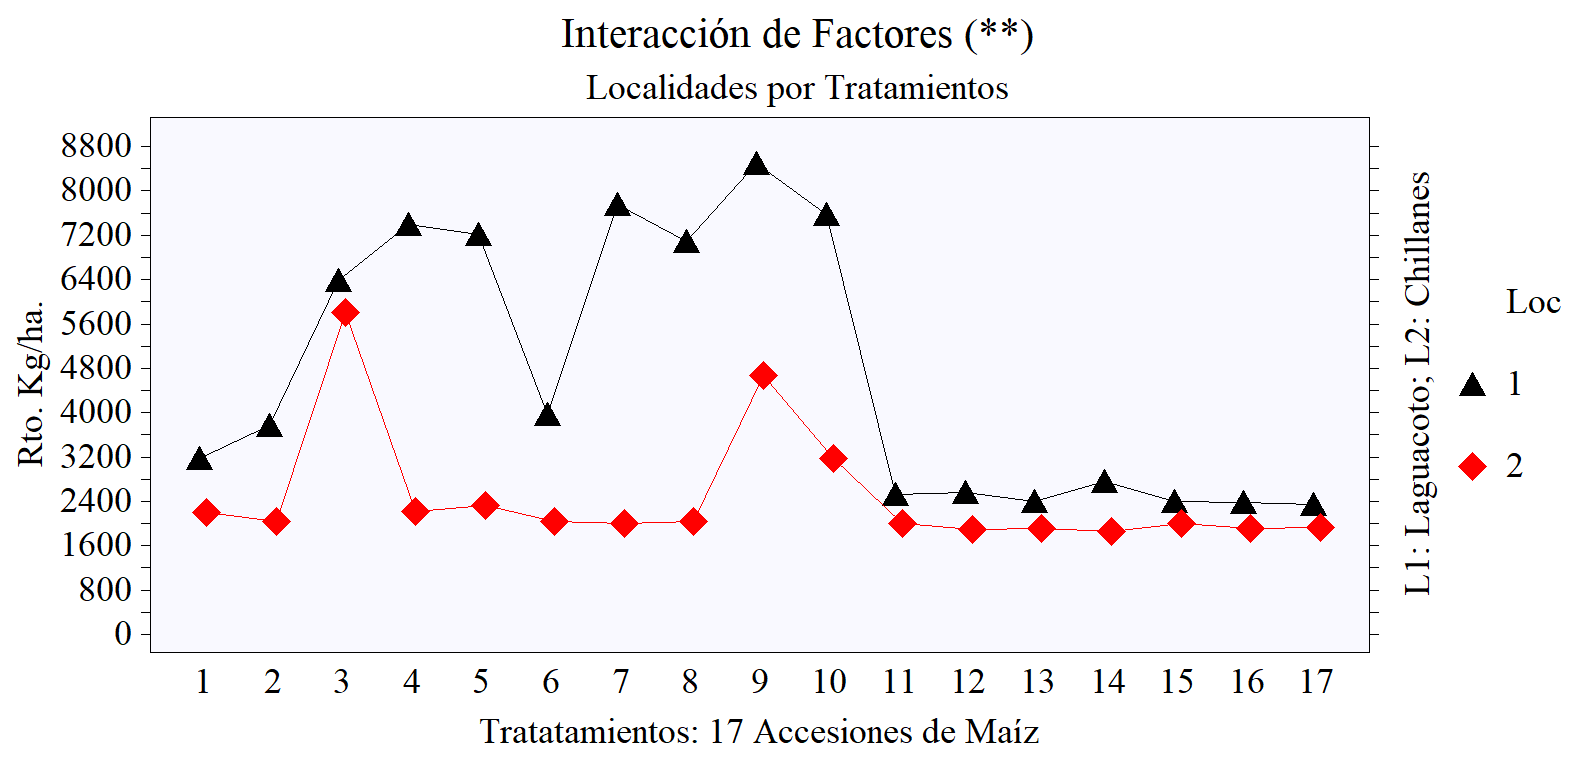 Interacción de Factores (**)
Localidades por Tratamientos
8800
8000
7200
6400
5600
4800
4000
3200
2400
1600
800
0
Rto. Kg/ha.
1 2 3 4 5 6 7 8 9 10 11 12 13 14 15 16 17
Tratatamientos: 17 Accesiones de Maíz
L1: Laguacoto; L2: Chillanes
Loc
1
2